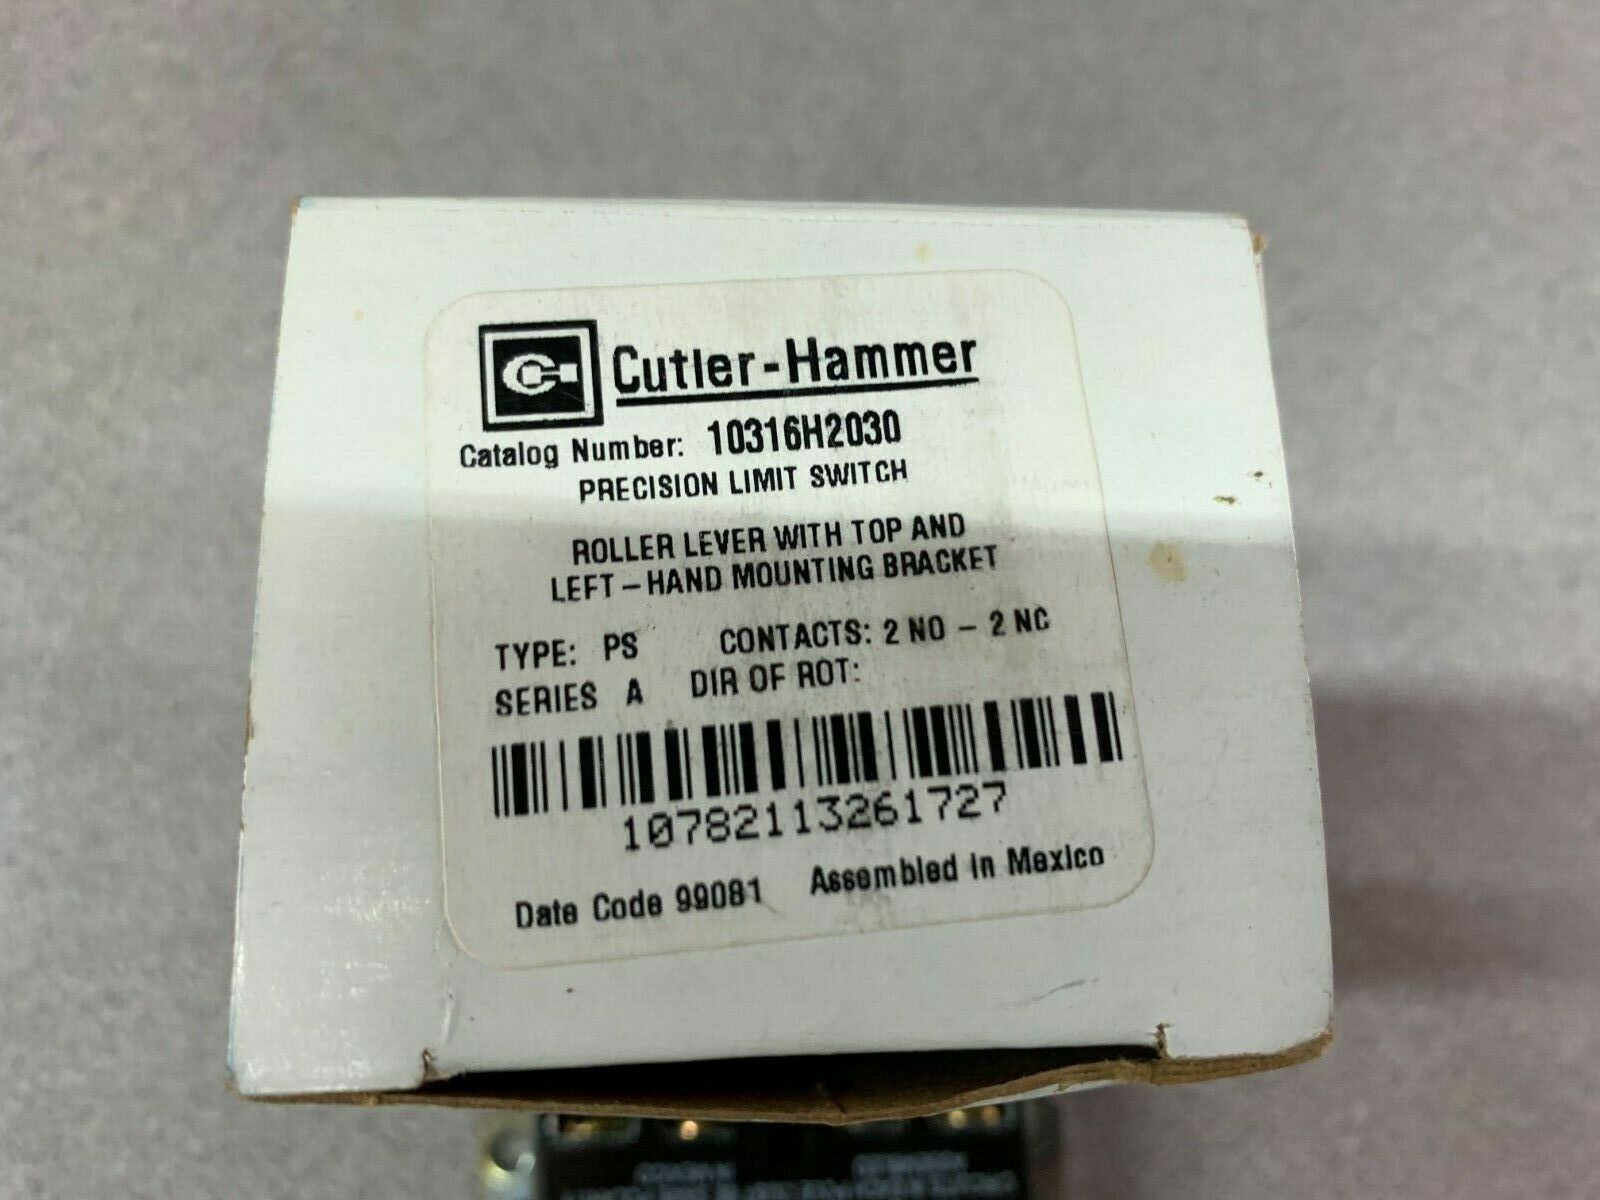 Cutler-Hammer
Catalog Number: 10316H2030
PRECISION LIMIT SWITCH
ROLLER LEVER WITH TOP AND
LEFT - HAND MOUNTING BRACKET
TYPE: PS CONTACTS: 2 NO - 2 NC
SERIES A DIR OF ROT:
10782113261727
Date Code 99081 Assembled in Mexico